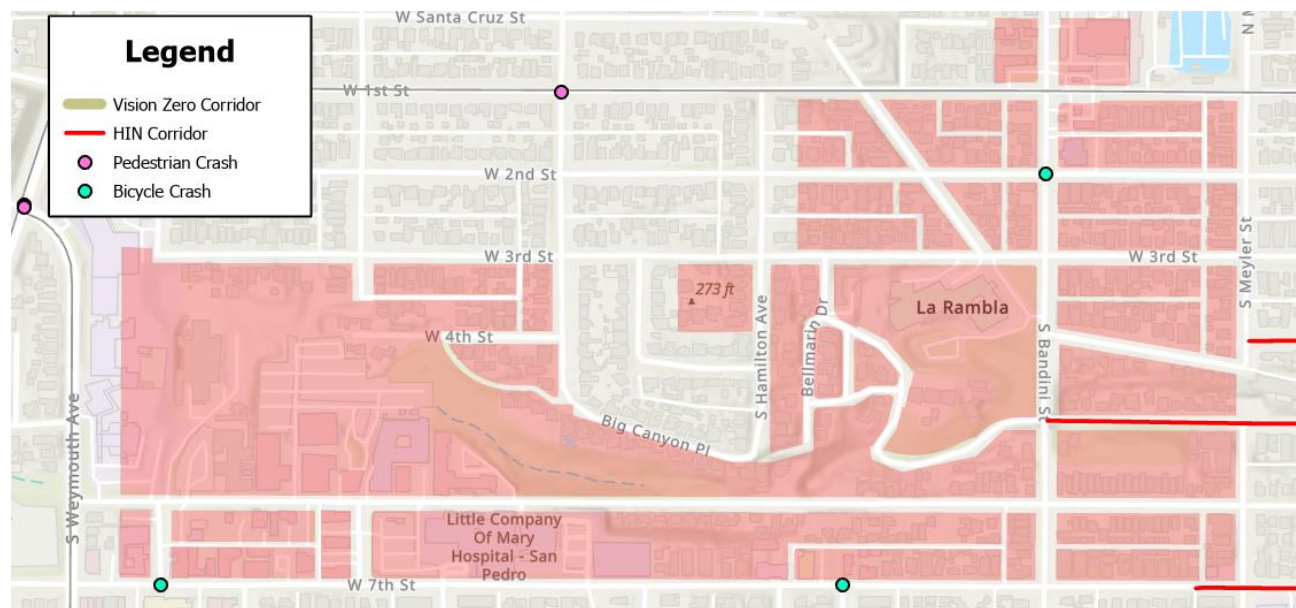 Legend
Vision Zero Corridor
HIN Corridor
Pedestrian Crash
Bicycle Crash
W Santa Cruz St
N M
W 1st St
W 2nd St
W 3rd St
W 3rd St
S Meyler St
273 ft
La Rambla
W 4th St
S Hamilton Ave
Bellmarin Dr
S Bandini St
Big Canyon Pl
S Weymouth Ave
Little Company
Of Mary
Hospital - San
Pedro
W 7th St